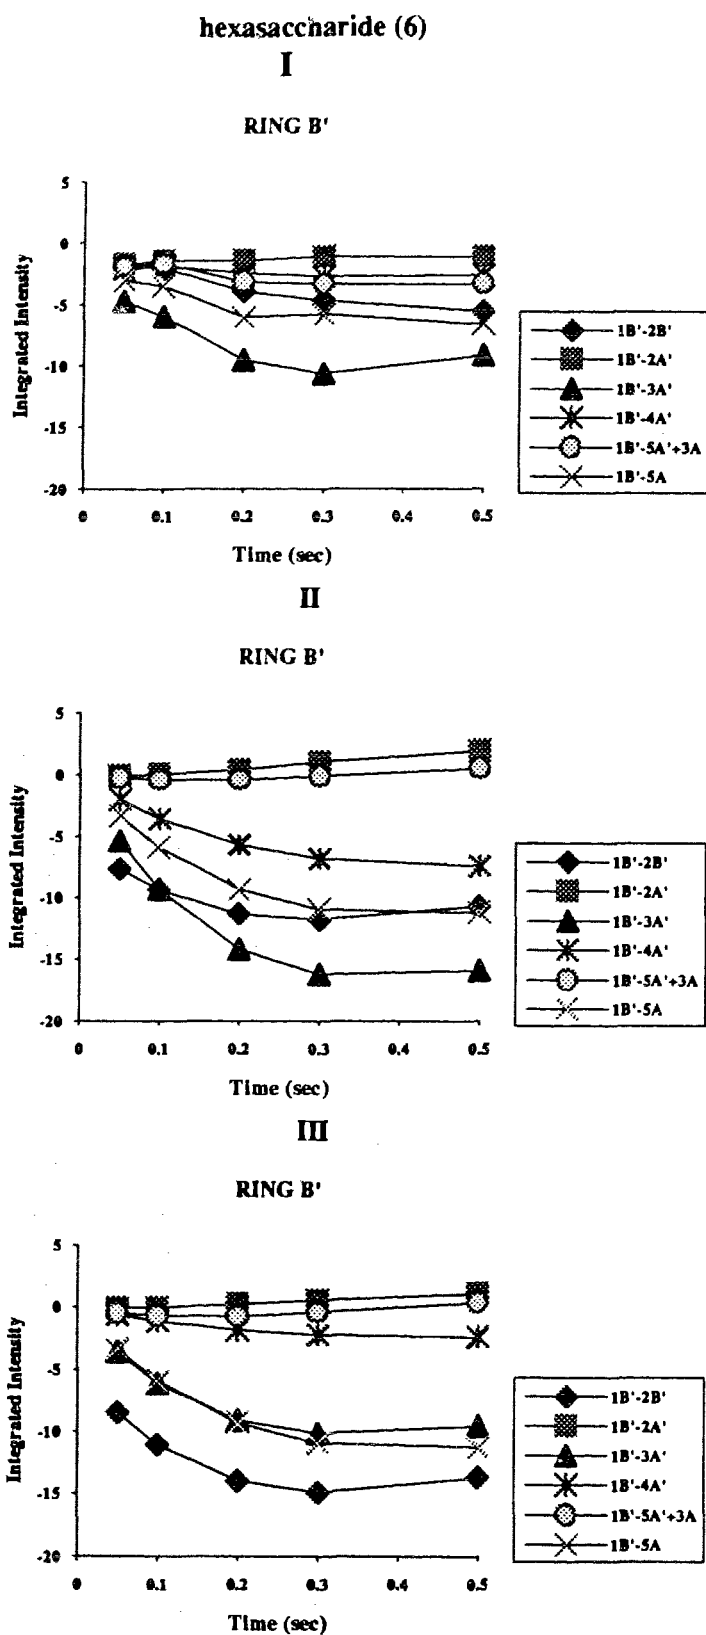 hexasaccharide (6)
I
RING B'
5
0
-5
-10
-15
-20
Integrated Intensity
0 0.1 0.2 0.3 0.4 0.5
Time (sec)
1B'-2B'
1B'-2A'
1B'-3A'
1B'-4A'
1B'-5A'+3A
1B'-5A
II
RING B'
5
0
-5
-10
-15
-20
Integrated Intensity
0 0.1 0.2 0.3 0.4 0.5
Time (sec)
1B'-2B'
1B'-2A'
1B'-3A'
1B'-4A'
1B'-5A'+3A
1B'-5A
III
RING B'
5
0
-5
-10
-15
-20
Integrated Intensity
0 0.1 0.2 0.3 0.4 0.5
Time (sec)
1B'-2B'
1B'-2A'
1B'-3A'
1B'-4A'
1B'-5A'+3A
1B'-5A